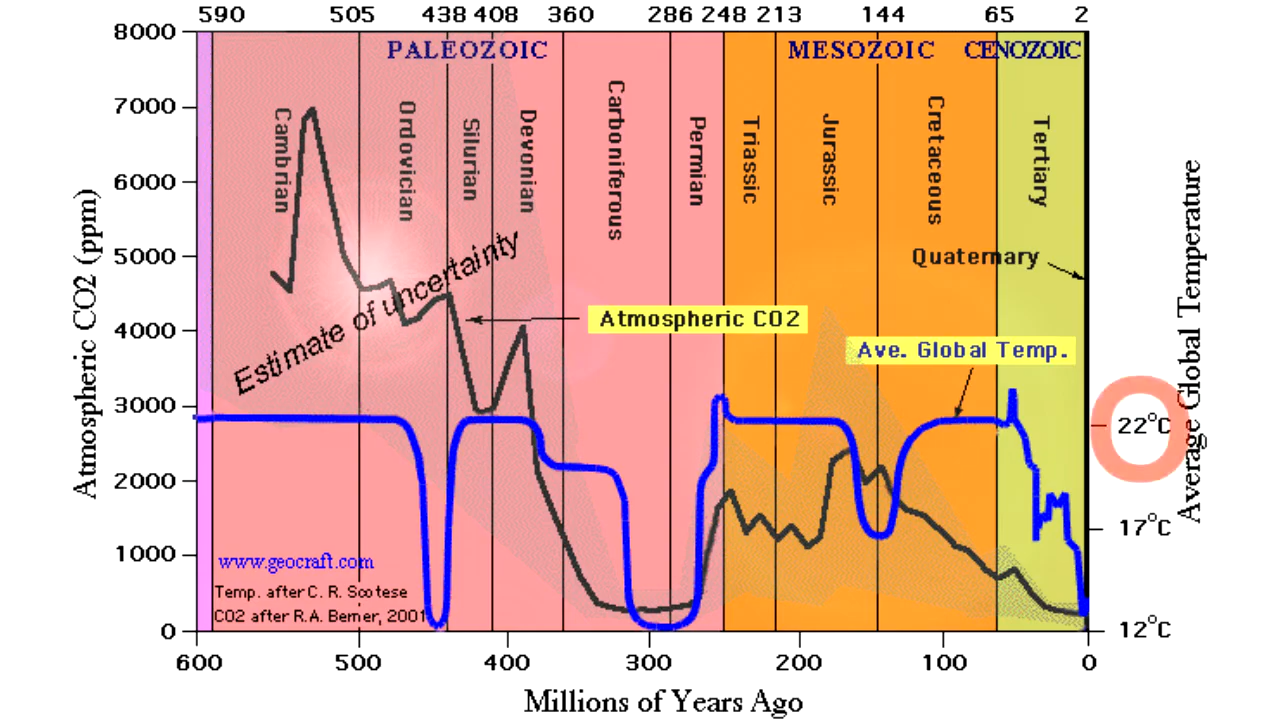 590 505 438 408 360 286 248 213 144 65 2
8000
7000
6000
5000
4000
3000
2000
1000
0
Atmospheric CO2 (ppm)
PALEOZOIC
MESOZOIC
CENOZOIC
Cambrian
Ordovician
Silurian
Devonian
Carboniferous
Permian
Triassic
Jurassic
Cretaceous
Tertiary
Quaternary
Estimate of uncertainty
Atmospheric CO2
Ave. Global Temp.
www.geocraft.com
Temp. after C. R. Scotese
CO2 after R.A. Berner, 2001
22°C
17°C
12°C
Average Global Temperature
600 500 400 300 200 100 0
Millions of Years Ago